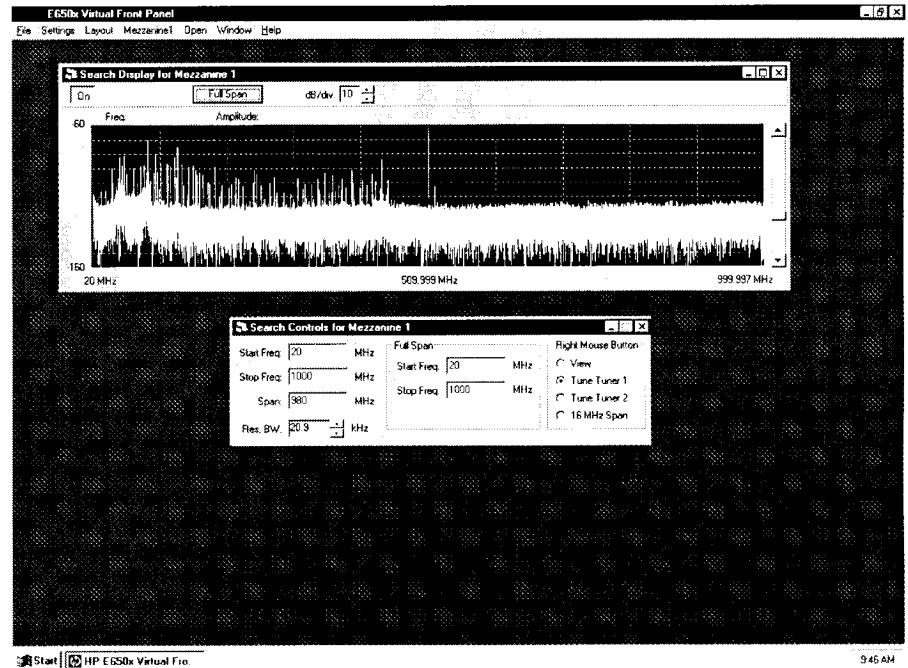 E650x Virtual Front Panel
File Settings Layout Mezzanine1 Open Window Help
Search Display for Mezzanine 1
On Full Span dB/div. 10
Freq: Amplitude:
-60
-150
20 MHz 509.999 MHz 999.997 MHz
Search Controls for Mezzanine 1
Start Freq: 20 MHz
Stop Freq: 1000 MHz
Span: 980 MHz
Res. BW. 20.9 kHz
Full Span
Start Freq. 20 MHz
Stop Freq. 1000 MHz
Right Mouse Button
View
Tune Tuner 1
Tune Tuner 2
16 MHz Span
Start HP E650x Virtual Fro. 9:46 AM